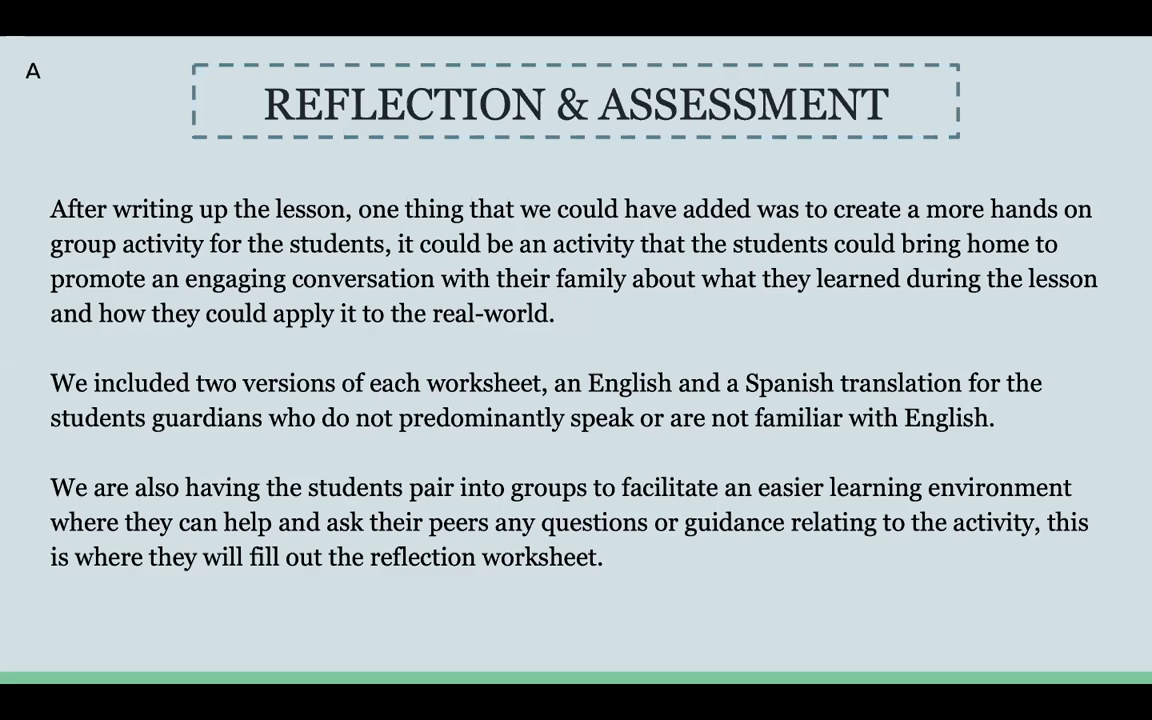 A
REFLECTION & ASSESSMENT
After writing up the lesson, one thing that we could have added was to create a more hands on
group activity for the students, it could be an activity that the students could bring home to
promote an engaging conversation with their family about what they learned during the lesson
and how they could apply it to the real-world.
We included two versions of each worksheet, an English and a Spanish translation for the
students guardians who do not predominantly speak or are not familiar with English.
We are also having the students pair into groups to facilitate an easier learning environment
where they can help and ask their peers any questions or guidance relating to the activity, this
is where they will fill out the reflection worksheet.